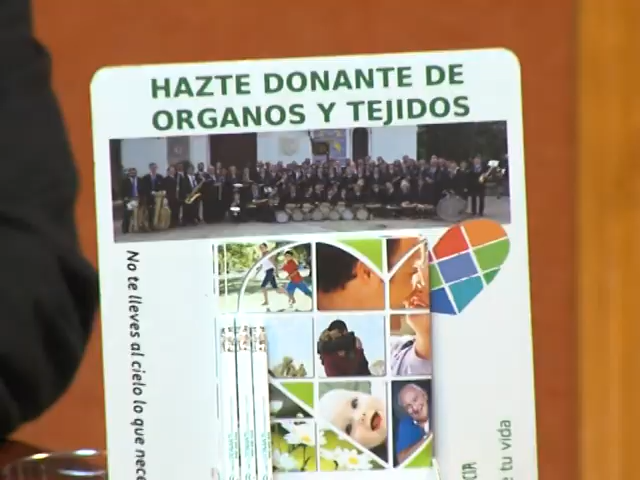 HAZTE DONANTE DE
ORGANOS Y TEJIDOS
No te lleves al cielo lo que nece
e tu vida